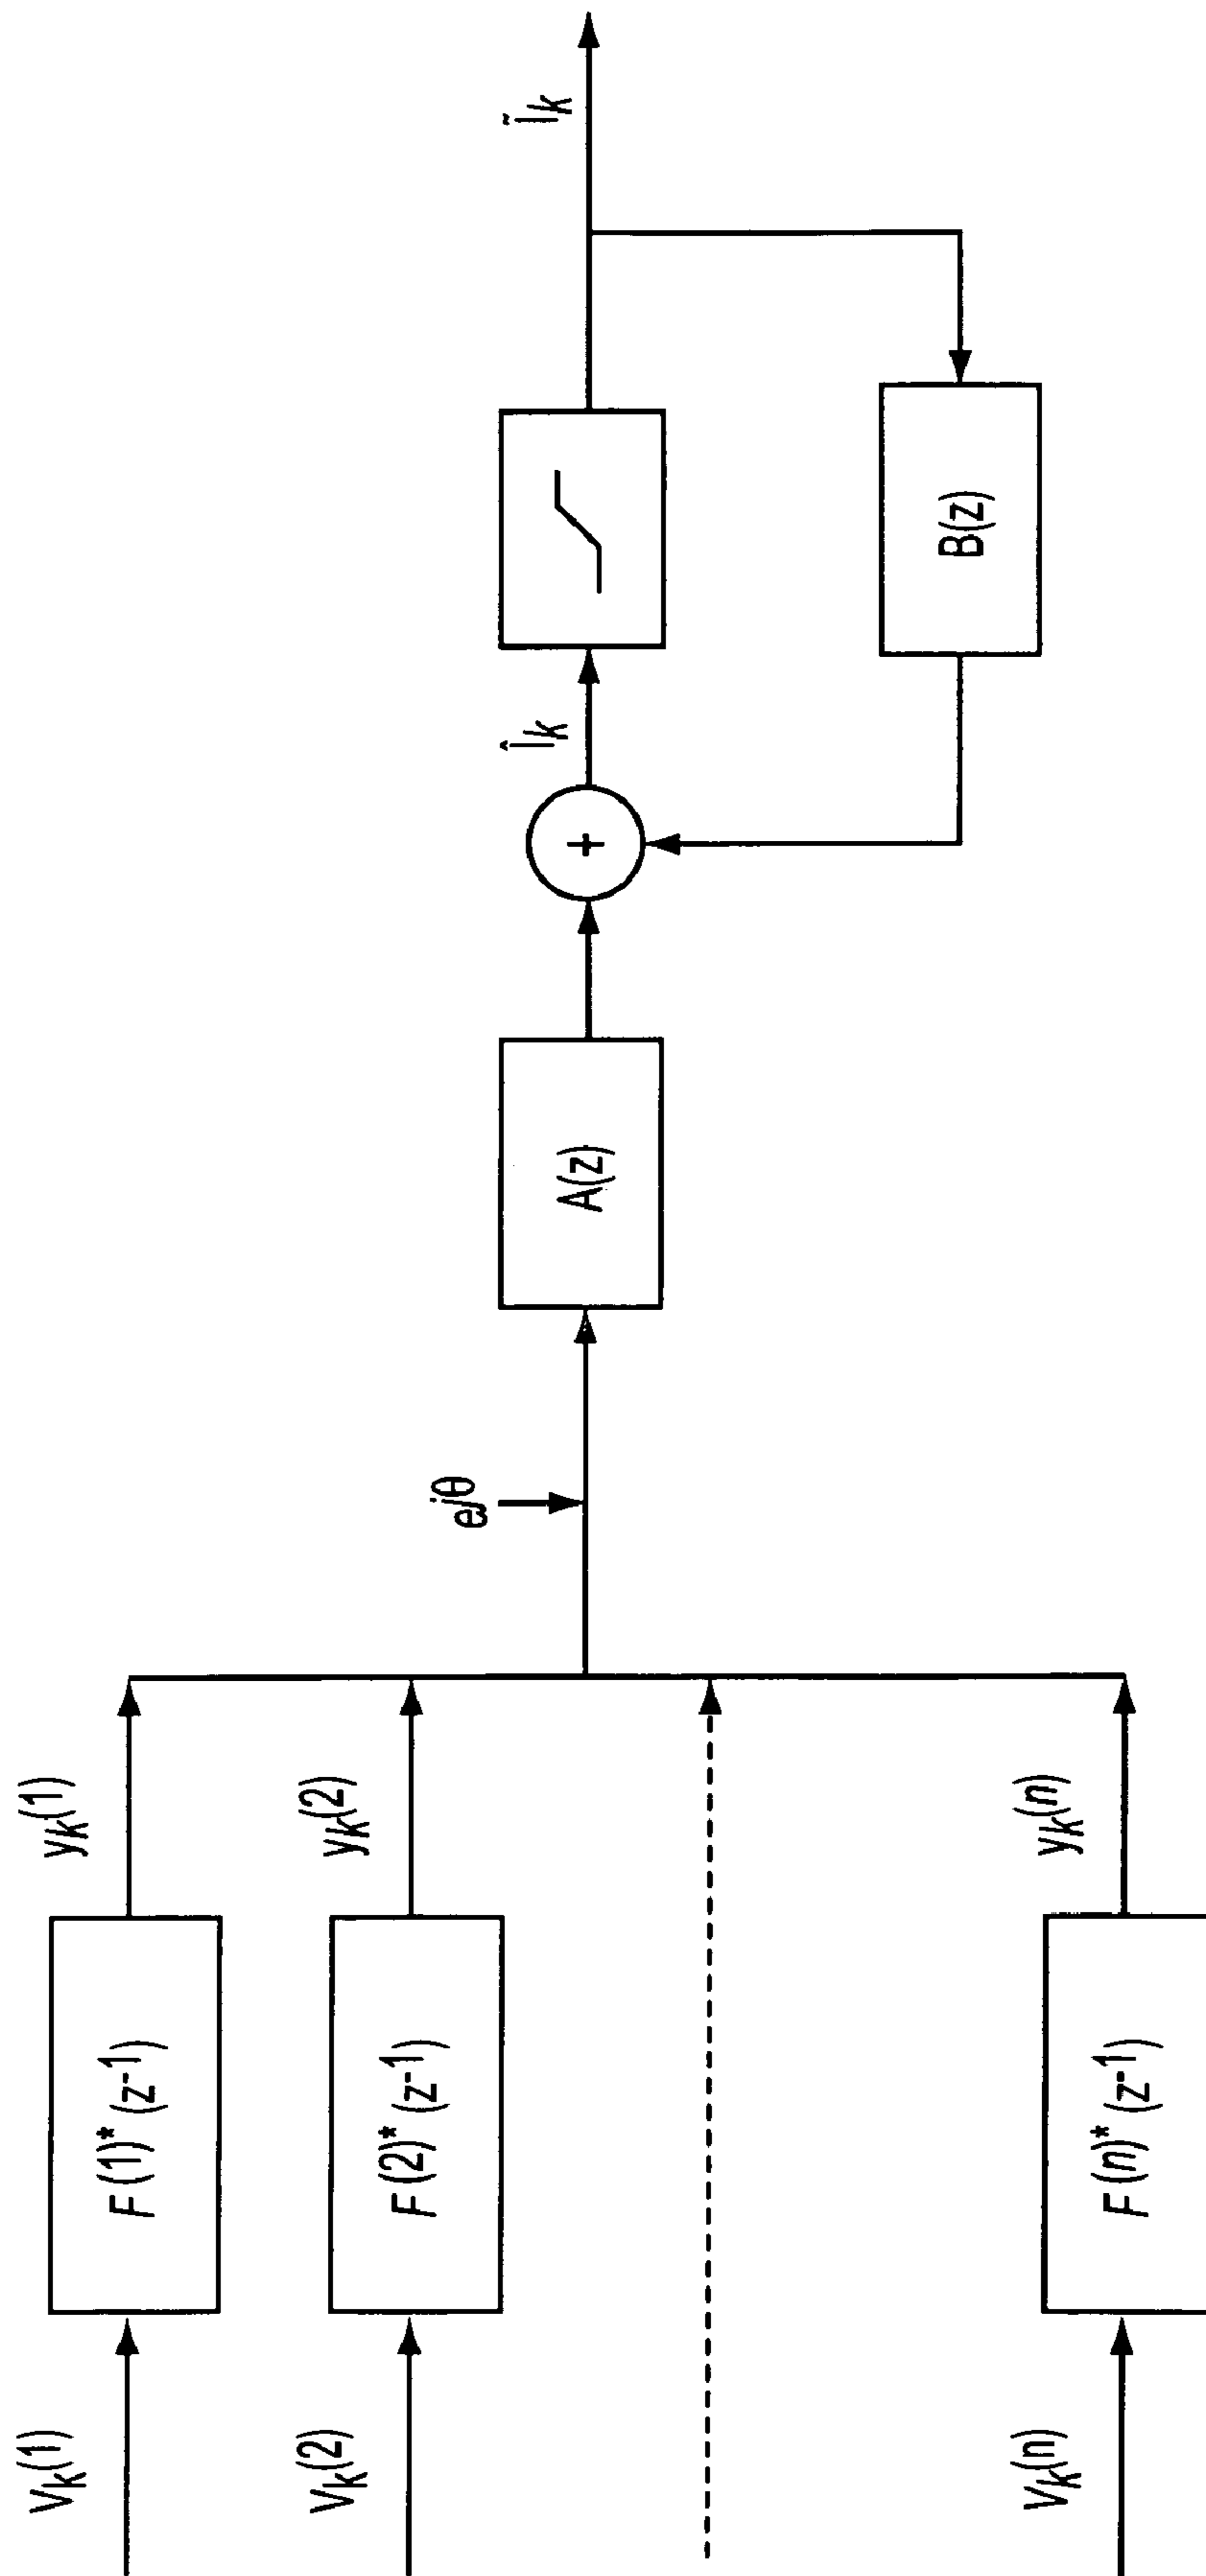 Vk(1)
F(1)* (z-1)
yk(1)
Vk(2)
F(2)* (z-1)
yk(2)
Vk(n)
F(n)* (z-1)
yk(n)
ejθ
A(z)
+
Îk
Ĩk
B(z)